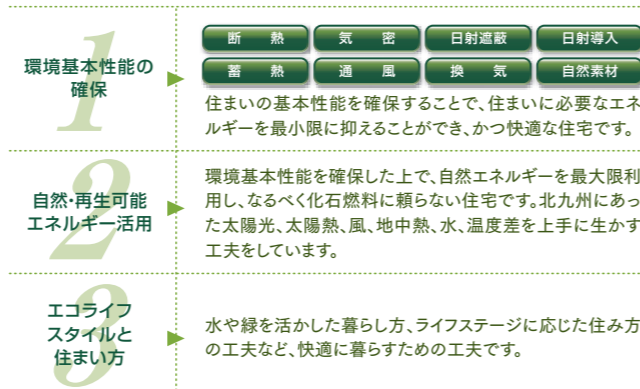 1
環境基本性能の
確保
断 熱 気 密 日射遮蔽 日射導入
蓄 熱 通 風 換 気 自然素材
住まいの基本性能を確保することで、住まいに必要なエネ
ルギーを最小限に抑えることができ、かつ快適な住宅です。
2
自然・再生可能
エネルギー活用
環境基本性能を確保した上で、自然エネルギーを最大限利
用し、なるべく化石燃料に頼らない住宅です。北九州にあっ
た太陽光、太陽熱、風、地中熱、水、温度差を上手に生かす
工夫をしています。
3
エコライフ
スタイルと
住まい方
水や緑を活かした暮らし方、ライフステージに応じた住み方
の工夫など、快適に暮らすための工夫です。